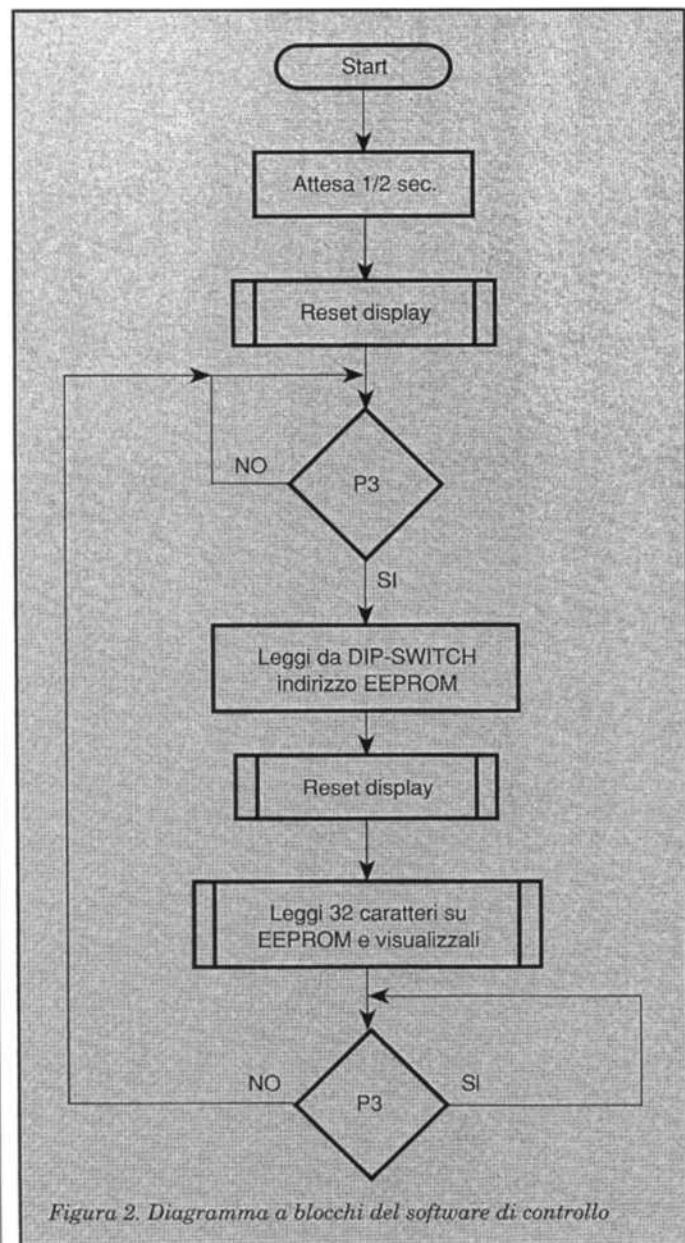 Start
Attesa 1/2 sec.
Reset display
NO
P3
SI
Leggi da DIP-SWITCH
indirizzo EEPROM
Reset display
Leggi 32 caratteri su
EEPROM e visualizzali
NO
SI
P3
Figura 2. Diagramma a blocchi del software di controllo